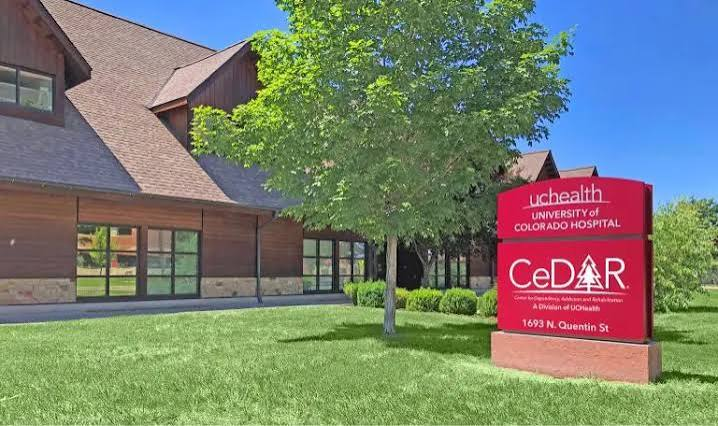 uchealth
UNIVERSITY of
COLORADO HOSPITAL
CeDAR
Center for Dependency, Addiction and Rehabilitation
A Division of UCHealth
1693 N. Quentin St